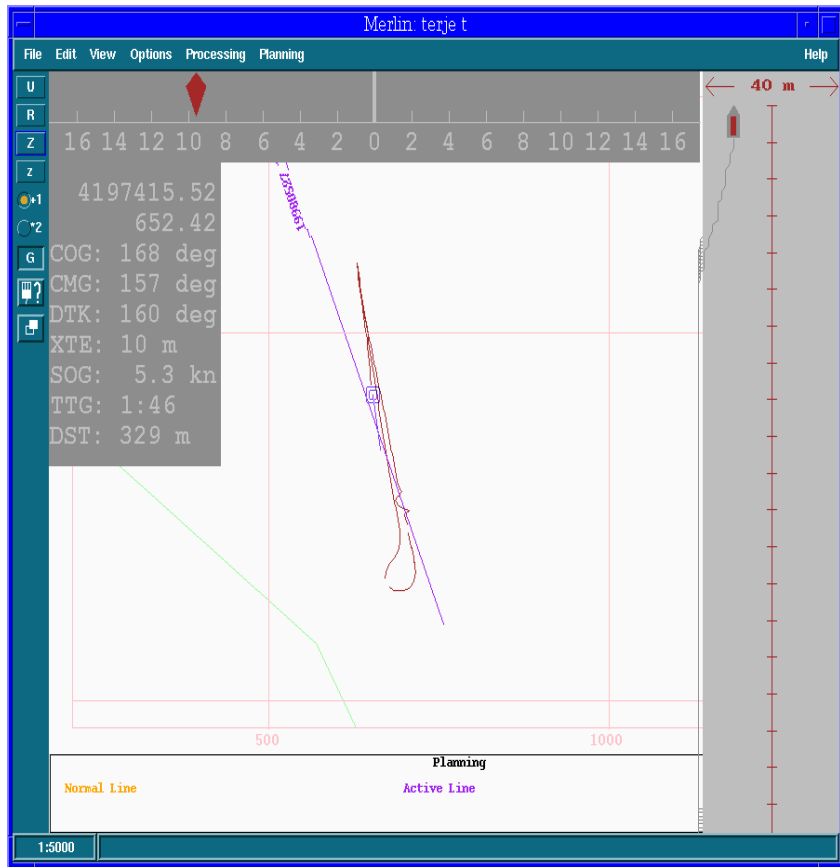 Merlin: terje t
File Edit View Options Processing Planning Help
U
R
Z
z
+1
*2
G
?
16 14 12 10 8 6 4 2 0 2 4 6 8 10 12 14 16
40 m
4197415.52
652.42
COG: 168 deg
CMG: 157 deg
DTK: 160 deg
XTE: 10 m
SOG: 5.3 kn
TTG: 1:46
DST: 329 m
500 1000
Planning
Normal Line Active Line
1:5000